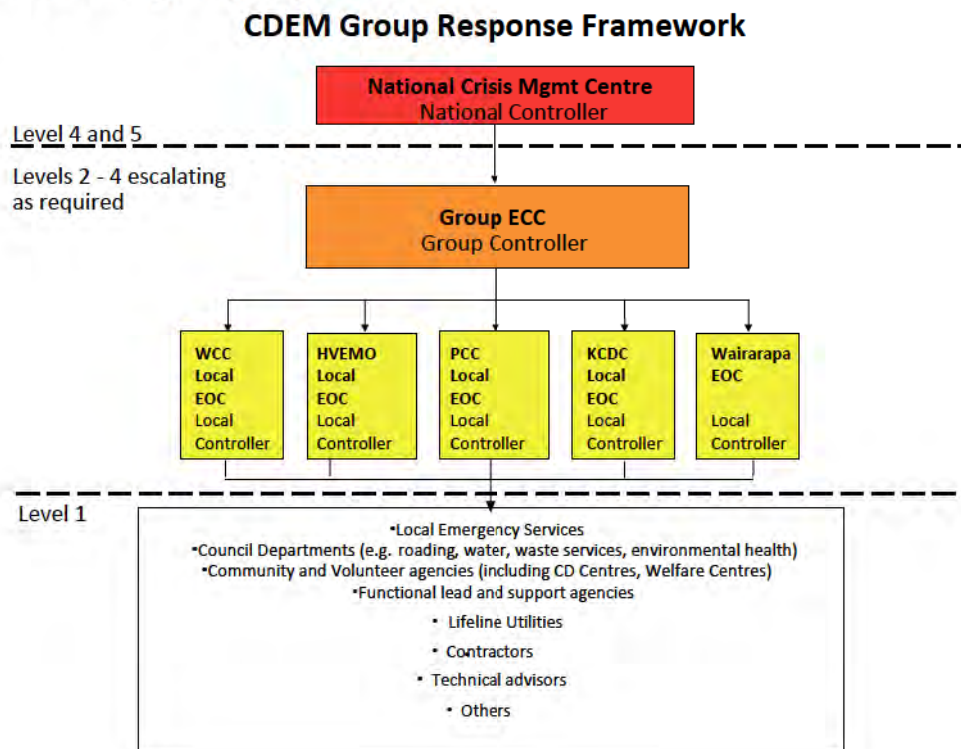 CDEM Group Response Framework
National Crisis Mgmt Centre
National Controller
Level 4 and 5
Levels 2 - 4 escalating
as required
Group ECC
Group Controller
WCC
Local
EOC
Local
Controller
HVEMO
Local
EOC
Local
Controller
PCC
Local
EOC
Local
Controller
KCDC
Local
EOC
Local
Controller
Wairarapa
EOC
Local
Controller
Level 1
•Local Emergency Services
•Council Departments (e.g. roading, water, waste services, environmental health)
•Community and Volunteer agencies (including CD Centres, Welfare Centres)
•Functional lead and support agencies
• Lifeline Utilities
• Contractors
• Technical advisors
• Others